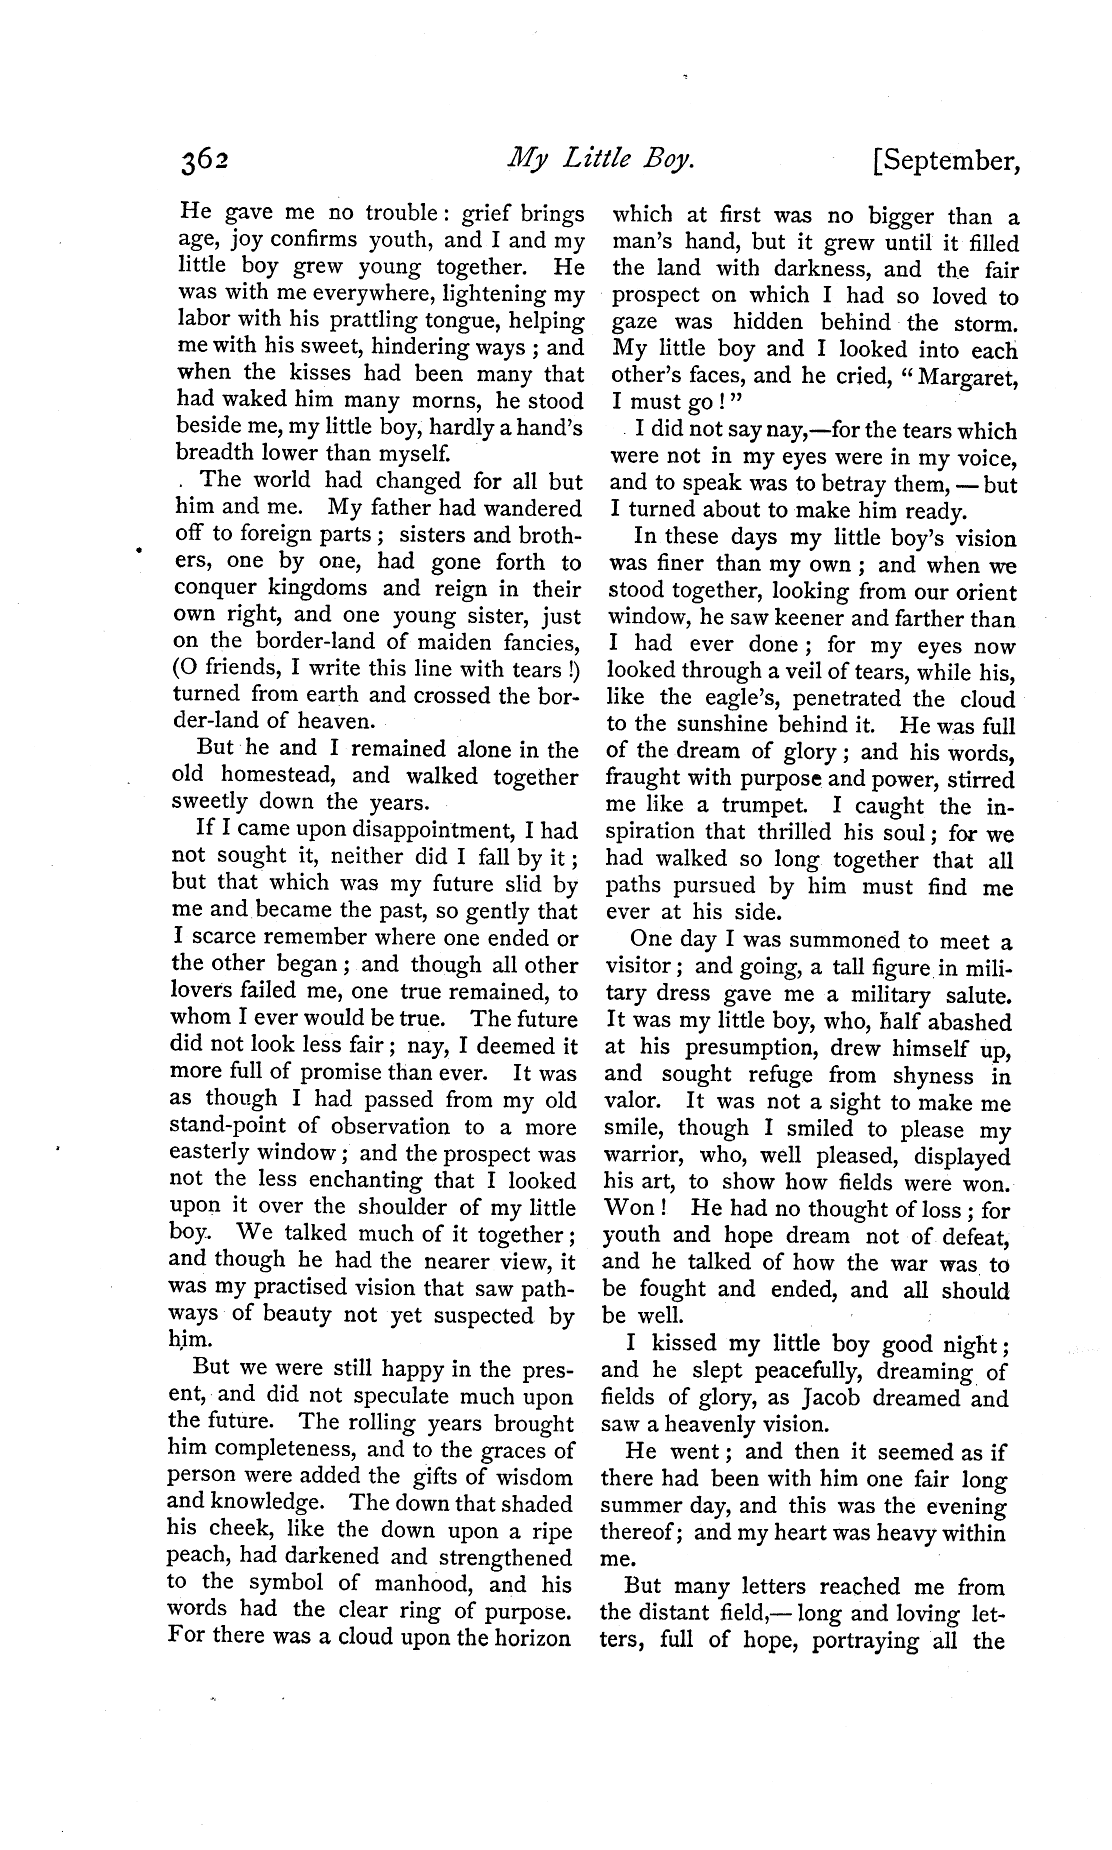 362 My Little Boy. [September,
He gave me no trouble : grief brings
age, joy confirms youth, and I and my
little boy grew young together. He
was with me everywhere, lightening my
labor with his prattling tongue, helping
me with his sweet, hindering ways ; and
when the kisses had been many that
had waked him many morns, he stood
beside me, my little boy, hardly a hand's
breadth lower than myself.
The world had changed for all but
him and me. My father had wandered
off to foreign parts ; sisters and broth-
ers, one by one, had gone forth to
conquer kingdoms and reign in their
own right, and one young sister, just
on the border-land of maiden fancies,
(O friends, I write this line with tears !)
turned from earth and crossed the bor-
der-land of heaven.
But he and I remained alone in the
old homestead, and walked together
sweetly down the years.
If I came upon disappointment, I had
not sought it, neither did I fall by it ;
but that which was my future slid by
me and became the past, so gently that
I scarce remember where one ended or
the other began ; and though all other
lovers failed me, one true remained, to
whom I ever would be true. The future
did not look less fair ; nay, I deemed it
more full of promise than ever. It was
as though I had passed from my old
stand-point of observation to a more
easterly window ; and the prospect was
not the less enchanting that I looked
upon it over the shoulder of my little
boy. We talked much of it together ;
and though he had the nearer view, it
was my practised vision that saw path-
ways of beauty not yet suspected by
him.
But we were still happy in the pres-
ent, and did not speculate much upon
the future. The rolling years brought
him completeness, and to the graces of
person were added the gifts of wisdom
and knowledge. The down that shaded
his cheek, like the down upon a ripe
peach, had darkened and strengthened
to the symbol of manhood, and his
words had the clear ring of purpose.
For there was a cloud upon the horizon
which at first was no bigger than a
man's hand, but it grew until it filled
the land with darkness, and the fair
prospect on which I had so loved to
gaze was hidden behind the storm.
My little boy and I looked into each
other's faces, and he cried, “ Margaret,
I must go ! ”
I did not say nay,—for the tears which
were not in my eyes were in my voice,
and to speak was to betray them, — but
I turned about to make him ready.
In these days my little boy's vision
was finer than my own ; and when we
stood together, looking from our orient
window, he saw keener and farther than
I had ever done ; for my eyes now
looked through a veil of tears, while his,
like the eagle's, penetrated the cloud
to the sunshine behind it. He was full
of the dream of glory ; and his words,
fraught with purpose and power, stirred
me like a trumpet. I caught the in-
spiration that thrilled his soul ; for we
had walked so long together that all
paths pursued by him must find me
ever at his side.
One day I was summoned to meet a
visitor ; and going, a tall figure in mili-
tary dress gave me a military salute.
It was my little boy, who, half abashed
at his presumption, drew himself up,
and sought refuge from shyness in
valor. It was not a sight to make me
smile, though I smiled to please my
warrior, who, well pleased, displayed
his art, to show how fields were won.
Won ! He had no thought of loss ; for
youth and hope dream not of defeat,
and he talked of how the war was to
be fought and ended, and all should
be well.
I kissed my little boy good night ;
and he slept peacefully, dreaming of
fields of glory, as Jacob dreamed and
saw a heavenly vision.
He went ; and then it seemed as if
there had been with him one fair long
summer day, and this was the evening
thereof ; and my heart was heavy within
me.
But many letters reached me from
the distant field,— long and loving let-
ters, full of hope, portraying all the